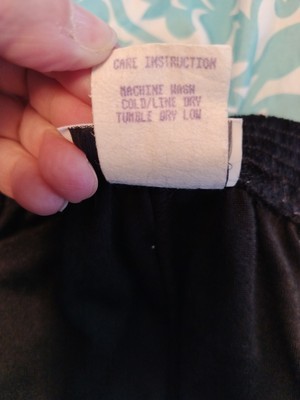 CARE INSTRUCTION
MACHINE WASH
COLD/LINE DRY
TUMBLE DRY LOW